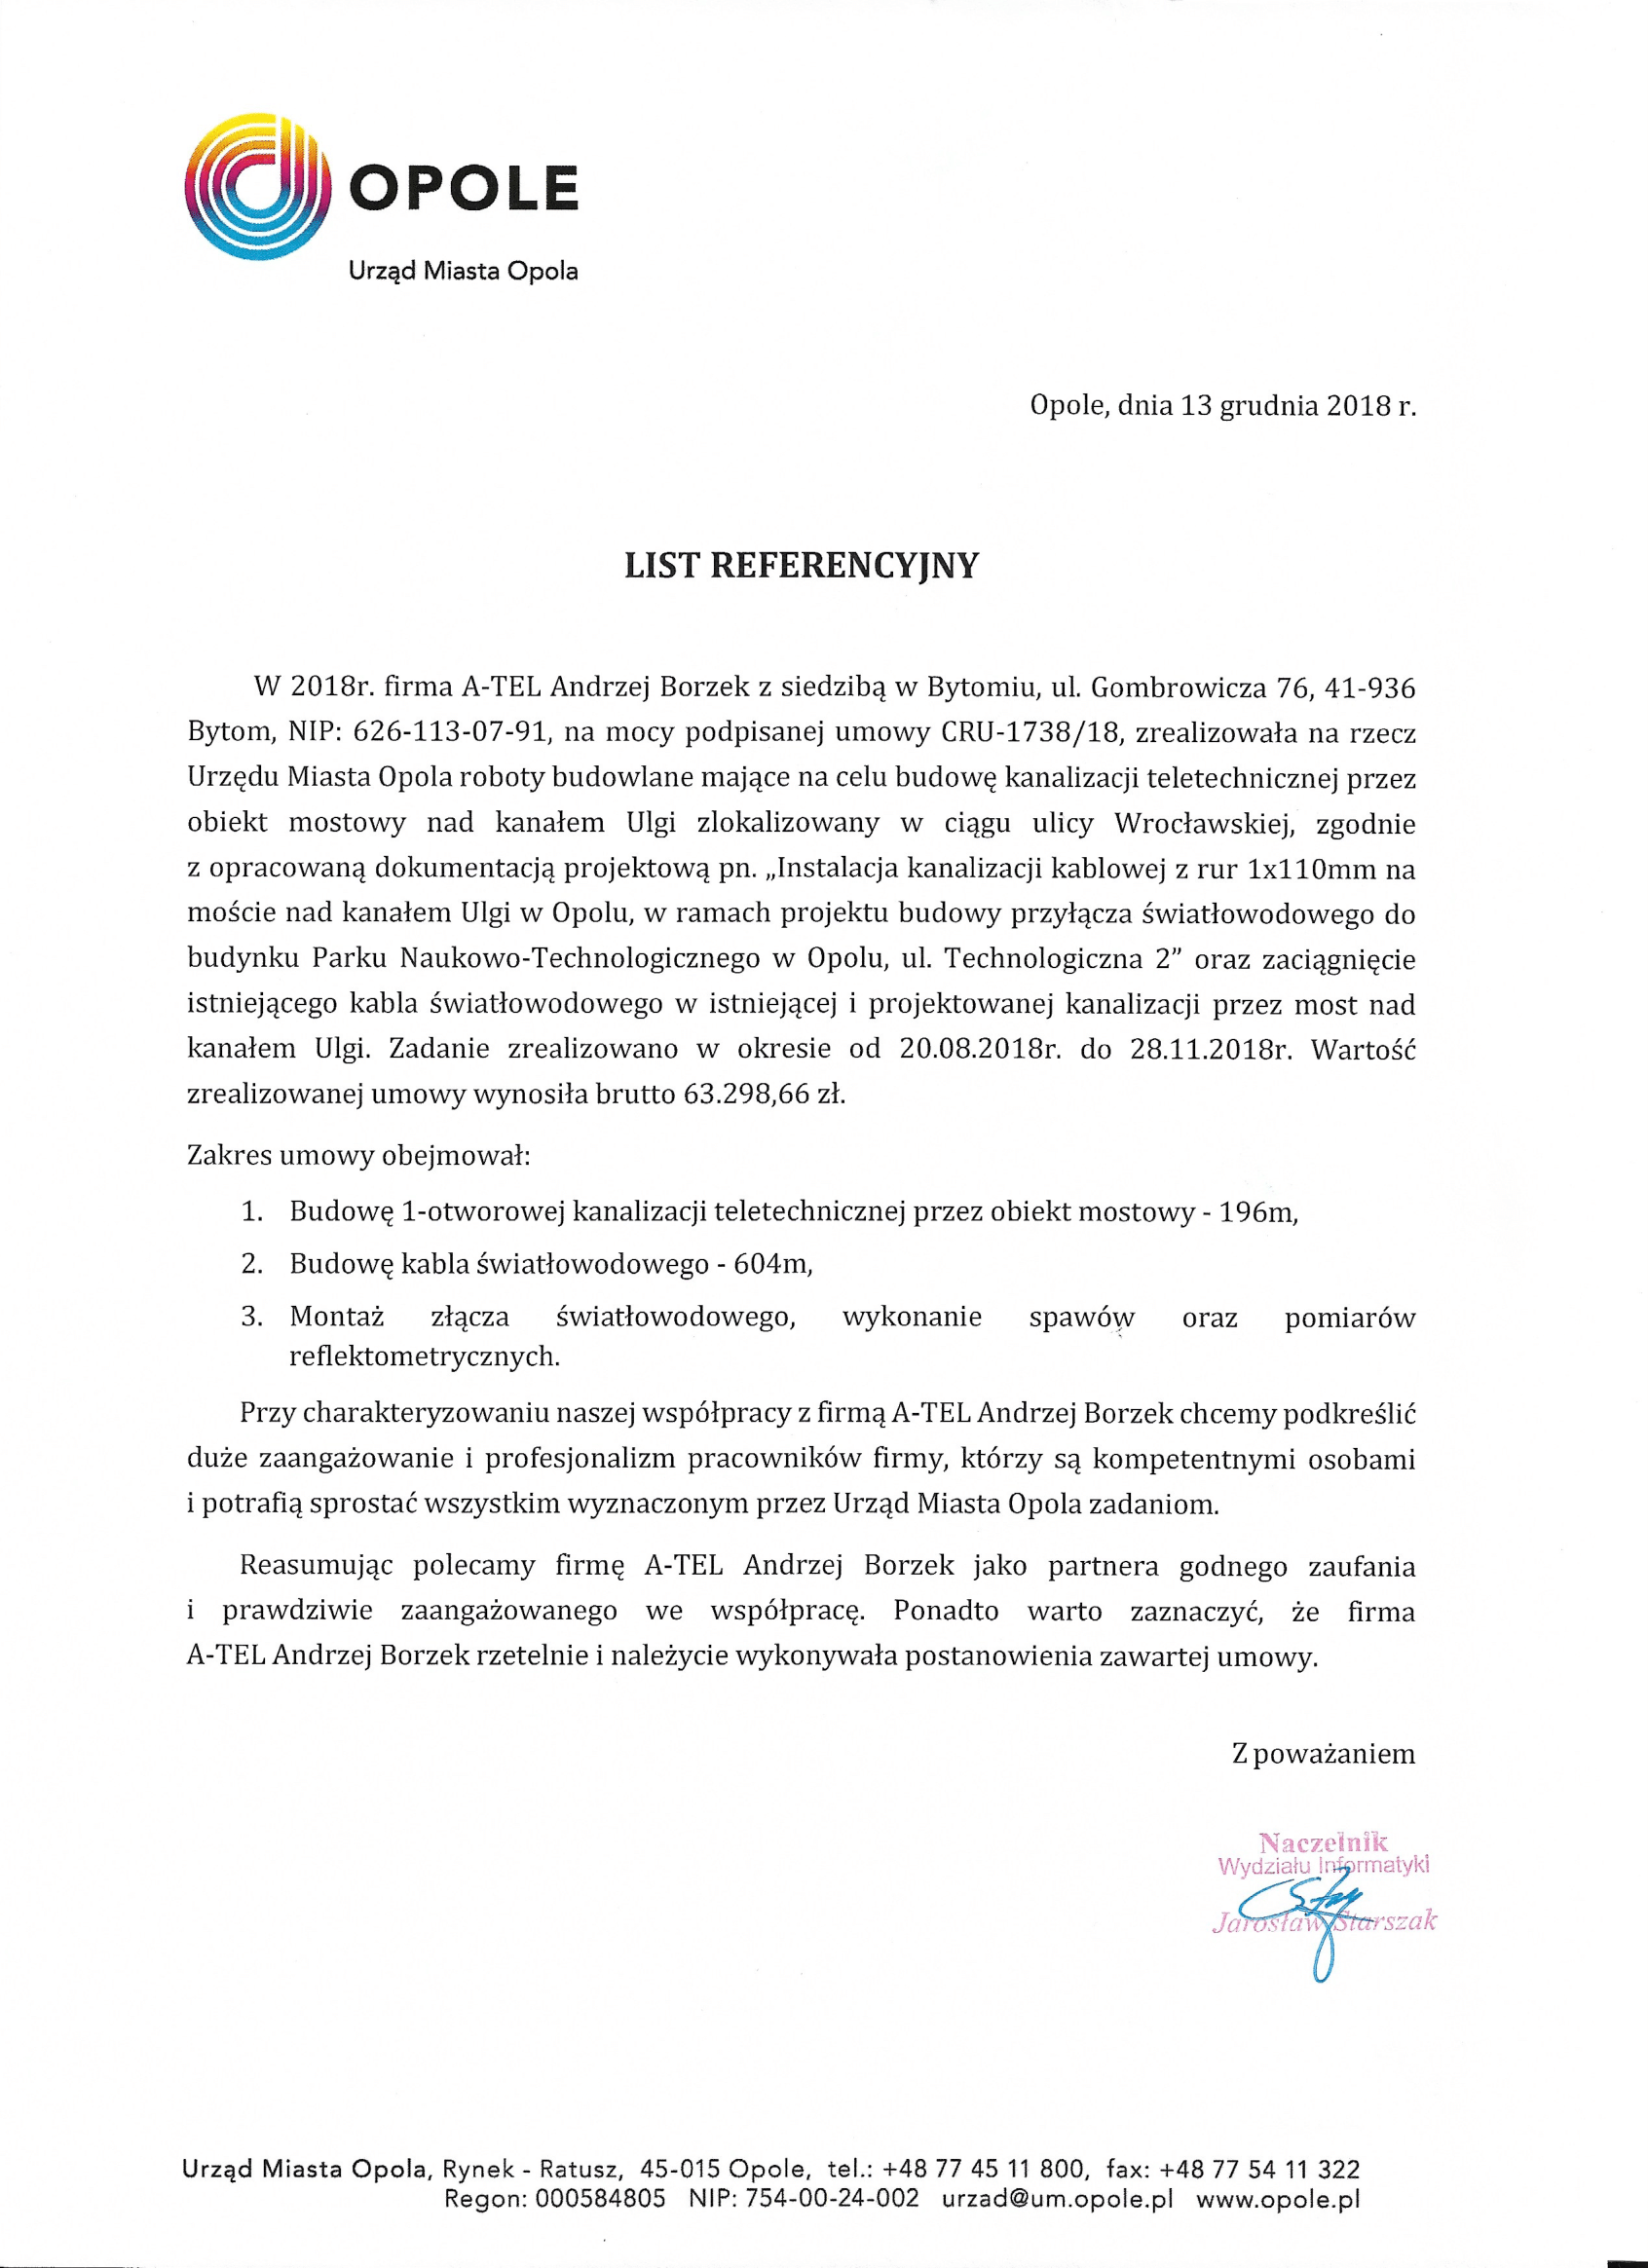 OPOLE
Urząd Miasta Opola
Opole, dnia 13 grudnia 2018 r.
LIST REFERENCYJNY
W 2018r. firma A-TEL Andrzej Borzek z siedzibą w Bytomiu, ul. Gombrowicza 76, 41-936
Bytom, NIP: 626-113-07-91, na mocy podpisanej umowy CRU-1738/18, zrealizowała na rzecz
Urzędu Miasta Opola roboty budowlane mające na celu budowę kanalizacji teletechnicznej przez
obiekt mostowy nad kanałem Ulgi zlokalizowany w ciągu ulicy Wrocławskiej, zgodnie
z opracowaną dokumentacją projektową pn. „Instalacja kanalizacji kablowej z rur 1x110mm na
moście nad kanałem Ulgi w Opolu, w ramach projektu budowy przyłącza światłowodowego do
budynku Parku Naukowo-Technologicznego w Opolu, ul. Technologiczna 2” oraz zaciągnięcie
istniejącego kabla światłowodowego w istniejącej i projektowanej kanalizacji przez most nad
kanałem Ulgi. Zadanie zrealizowano w okresie od 20.08.2018r. do 28.11.2018r. Wartość
zrealizowanej umowy wynosiła brutto 63.298,66 zł.
Zakres umowy obejmował:
1. Budowę 1-otworowej kanalizacji teletechnicznej przez obiekt mostowy - 196m,
2. Budowę kabla światłowodowego - 604m,
3. Montaż złącza światłowodowego, wykonanie spawów oraz pomiarów
reflektometrycznych.
Przy charakteryzowaniu naszej współpracy z firmą A-TEL Andrzej Borzek chcemy podkreślić
duże zaangażowanie i profesjonalizm pracowników firmy, którzy są kompetentnymi osobami
i potrafią sprostać wszystkim wyznaczonym przez Urząd Miasta Opola zadaniom.
Reasumując polecamy firmę A-TEL Andrzej Borzek jako partnera godnego zaufania
i prawdziwie zaangażowanego we współpracę. Ponadto warto zaznaczyć, że firma
A-TEL Andrzej Borzek rzetelnie i należycie wykonywała postanowienia zawartej umowy.
Z poważaniem
Naczelnik
Wydziału Informatyki
Jarosław Starszak
Urząd Miasta Opola, Rynek - Ratusz, 45-015 Opole, tel.: +48 77 45 11 800, fax: +48 77 54 11 322
Regon: 000584805 NIP: 754-00-24-002 urzad@um.opole.pl www.opole.pl